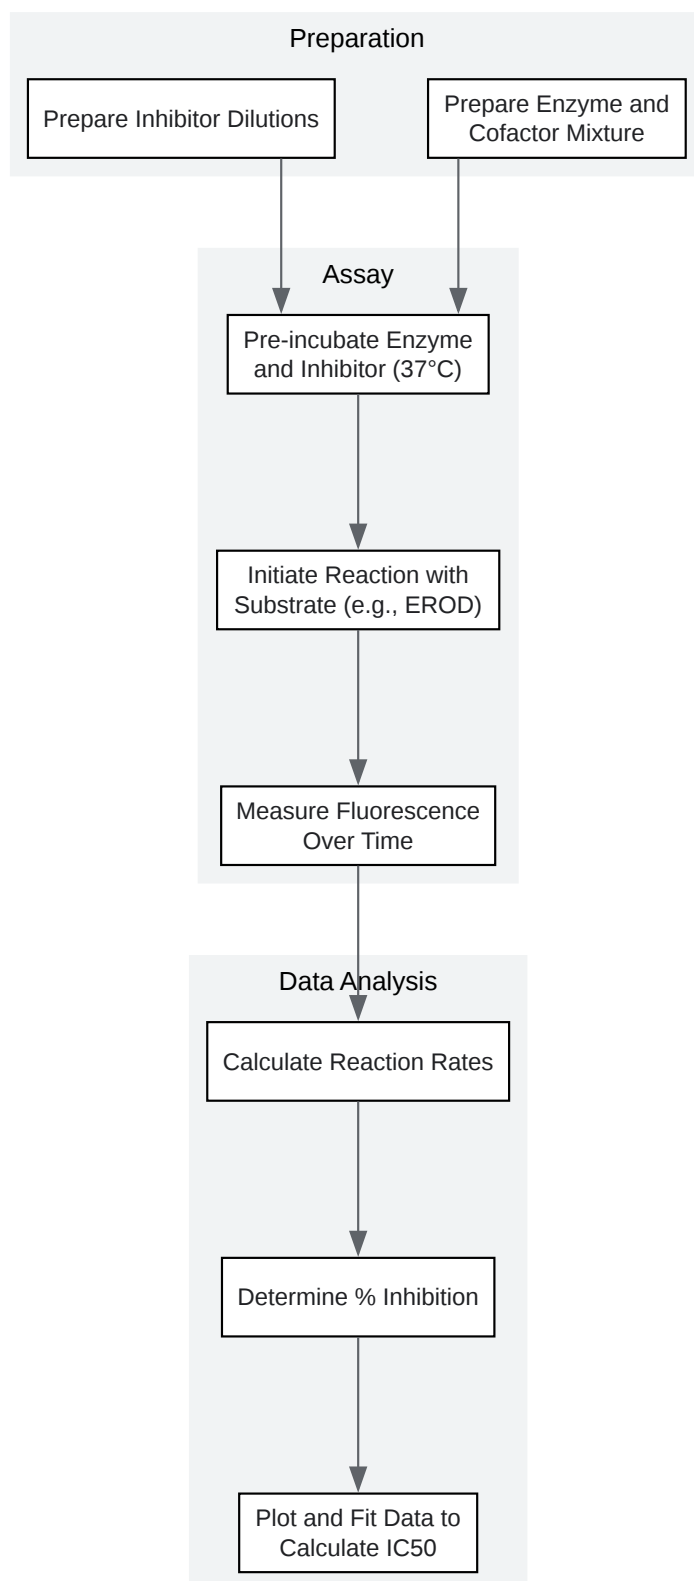 Preparation
Prepare Inhibitor Dilutions
Prepare Enzyme and
Cofactor Mixture
Assay
Pre-incubate Enzyme
and Inhibitor (37°C)
Initiate Reaction with
Substrate (e.g., EROD)
Measure Fluorescence
Over Time
Data Analysis
Calculate Reaction Rates
Determine % Inhibition
Plot and Fit Data to
Calculate IC50